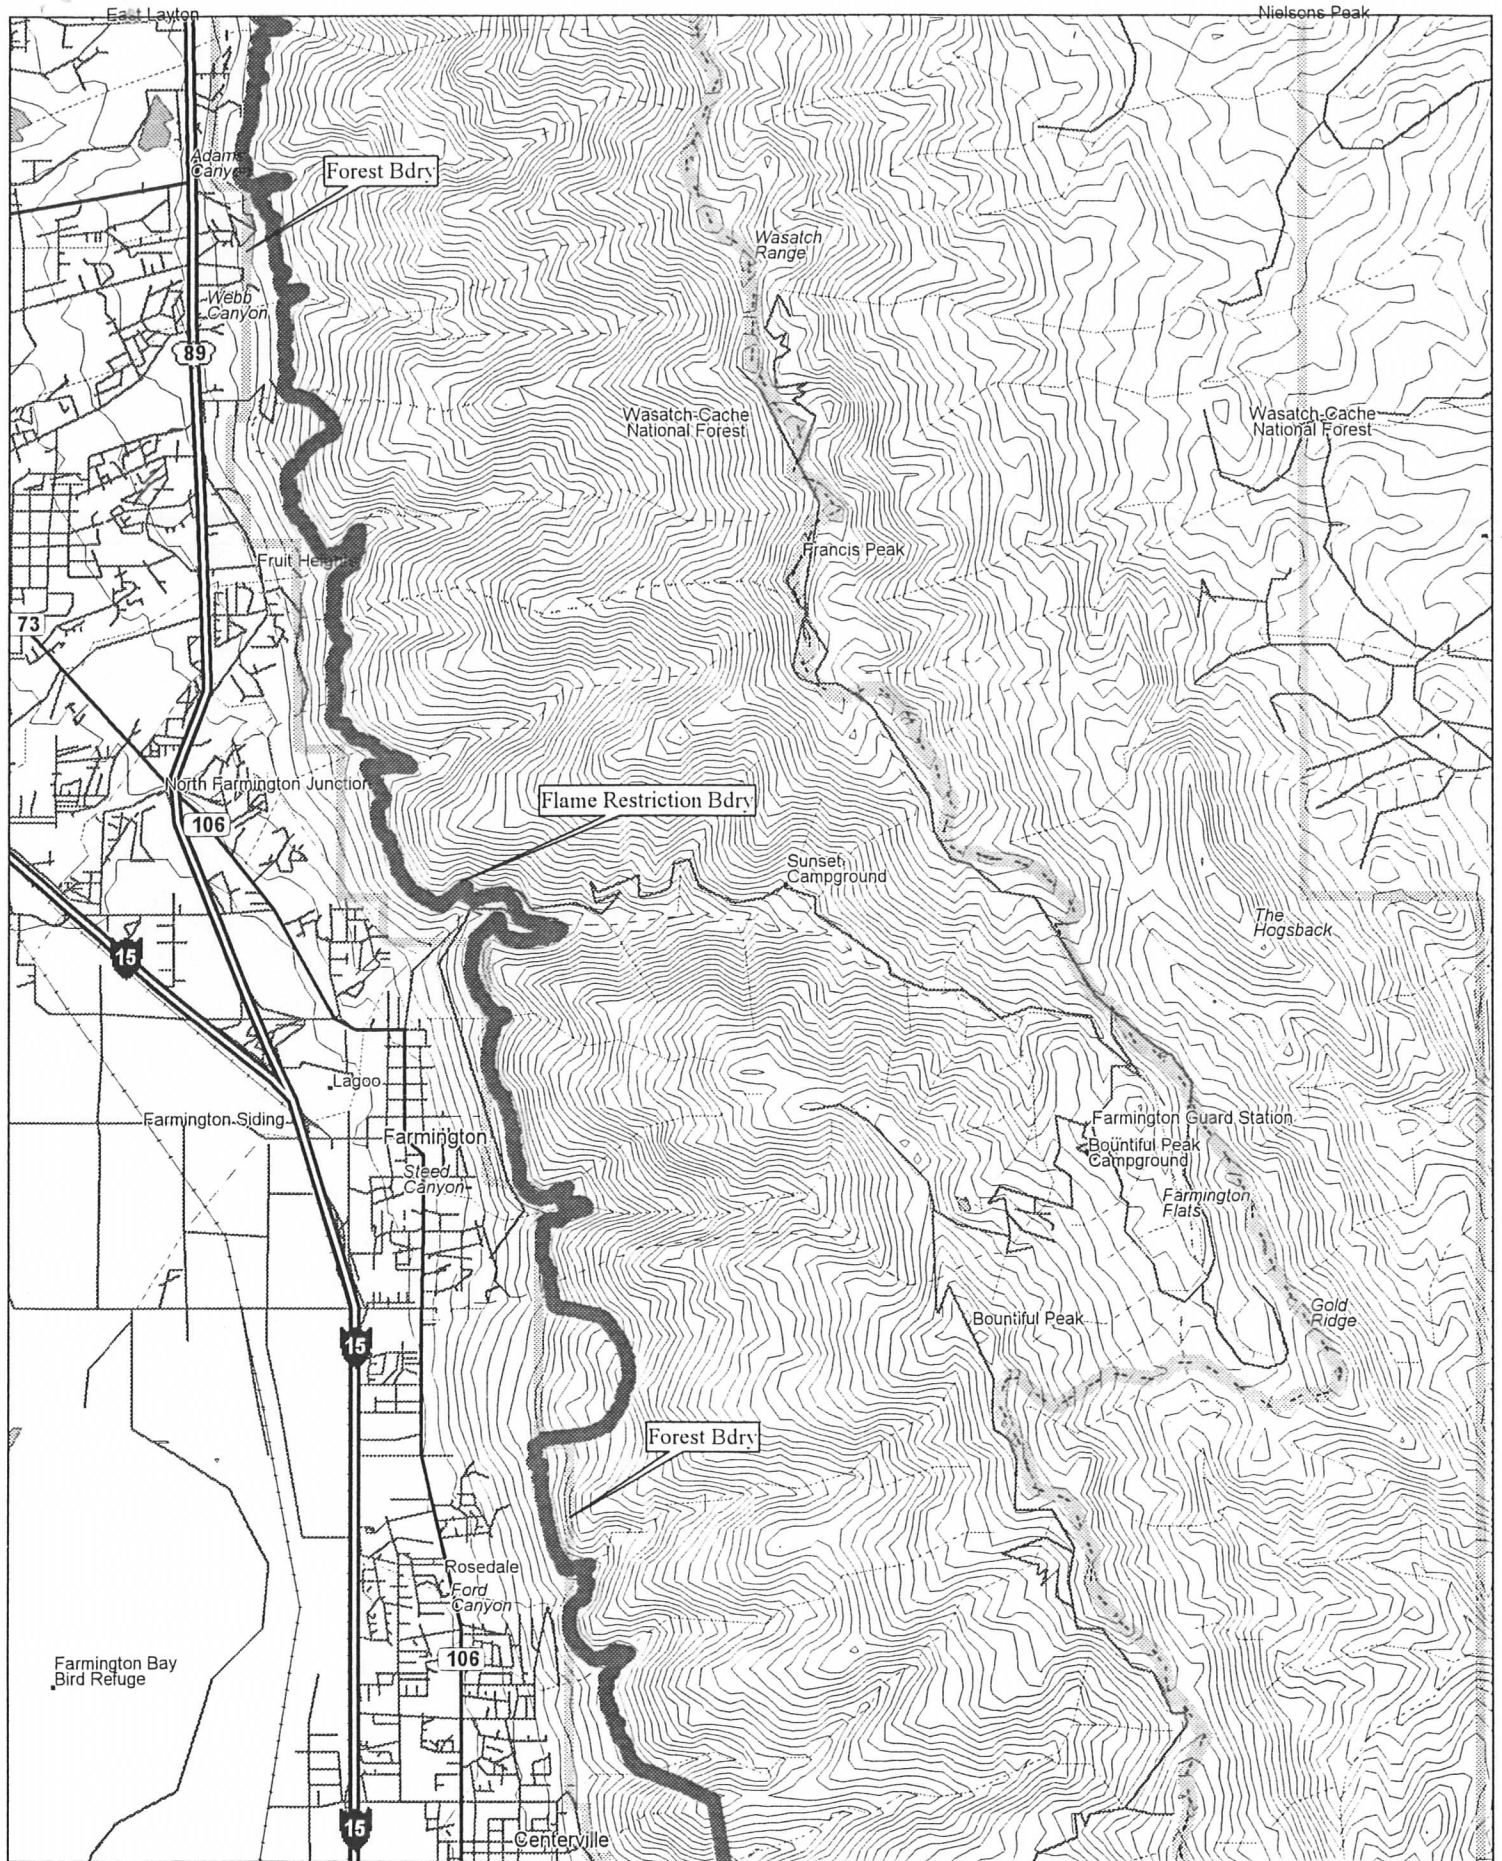 East Layton
Nielsons Peak
Adams
Canyon
Forest Bdry
Wasatch
Range
Webb
Canyon
89
Wasatch-Cache
National Forest
Wasatch-Cache
National Forest
Francis Peak
Fruit Heights
73
North Farmington Junction
Flame Restriction Bdry
106
Sunset
Campground
The
Hogsback
15
Lagoo
Farmington Siding
Farmington
Farmington Guard Station
Bountiful Peak
Campground
Steed
Canyon
Farmington
Flats
Gold
Ridge
Bountiful Peak
15
Forest Bdry
Rosedale
Ford
Canyon
106
Farmington Bay
Bird Refuge
15
Centerville